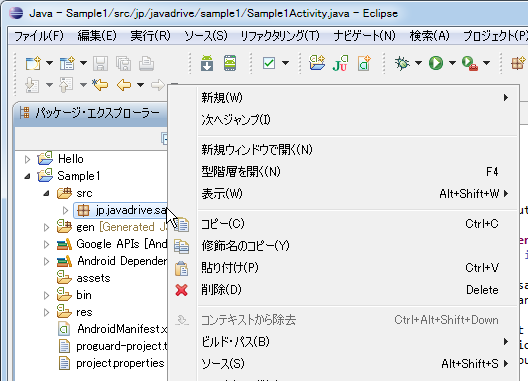 Java - Sample1/src/jp/javadrive/sample1/Sample1Activity.java - Eclipse
ファイル(F) 編集(E) 実行(R) ソース(S) リファクタリング(T) ナビゲート(N) 検索(A) プロジェクト(P)
パッケージ・エクスプローラー
Hello
Sample1
src
jp.javadrive.sa
gen [Generated J
Google APIs [And
Android Depender
assets
bin
res
AndroidManifest.x
proguard-project.t
project.properties
新規(W)
次へジャンプ(I)
新規ウィンドウで開く(N)
型階層を開く(N) F4
表示(W) Alt+Shift+W
コピー(C) Ctrl+C
修飾名のコピー(Y)
貼り付け(P) Ctrl+V
削除(D) Delete
コンテキストから除去 Ctrl+Alt+Shift+Down
ビルド・パス(B)
ソース(S) Alt+Shift+S